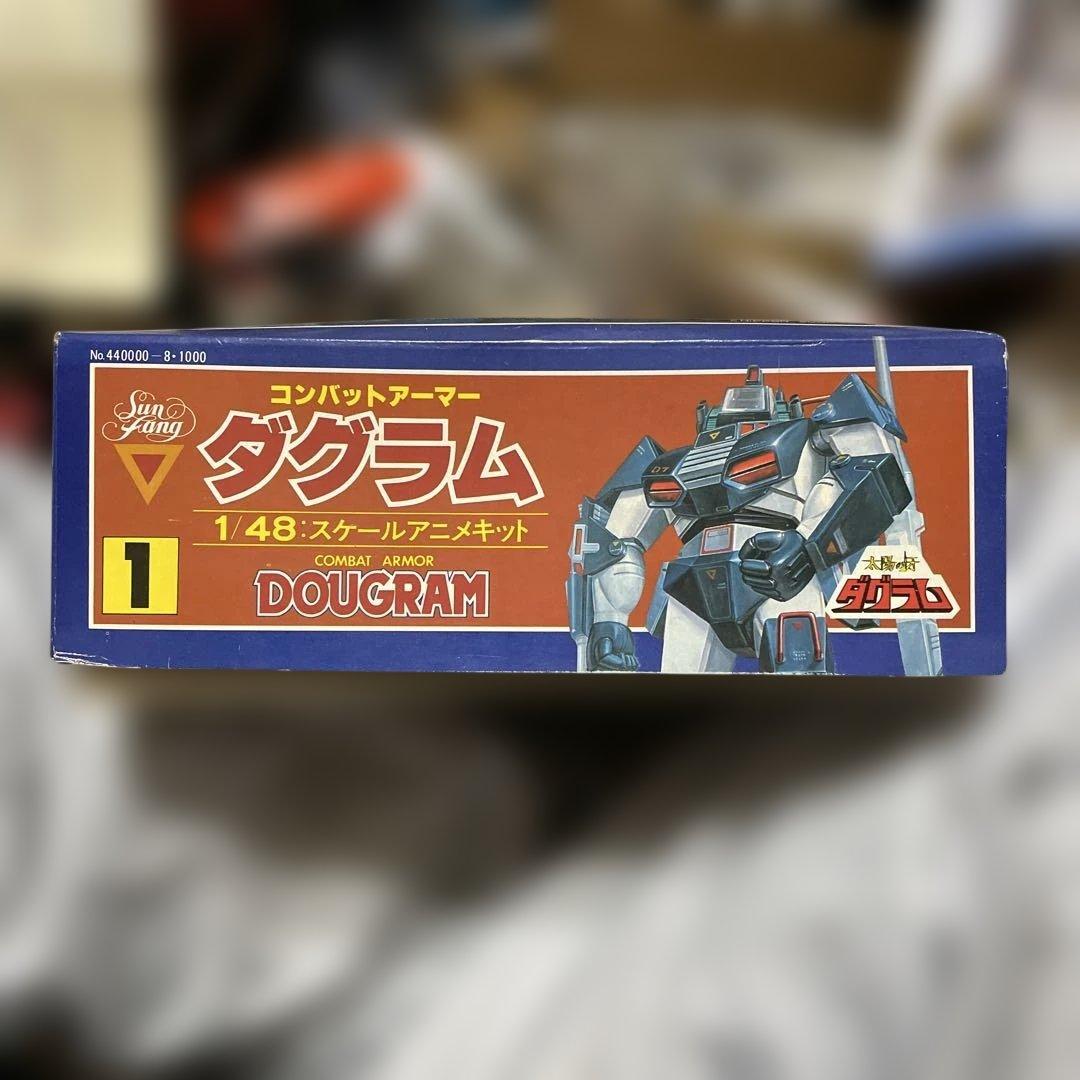 No.440000-8・1000
Sun Fang
コンバットアーマー
ダグラム
1/48:スケールアニメキット
1
COMBAT ARMOR
DOUGRAM
D7
太陽の牙
ダグラム